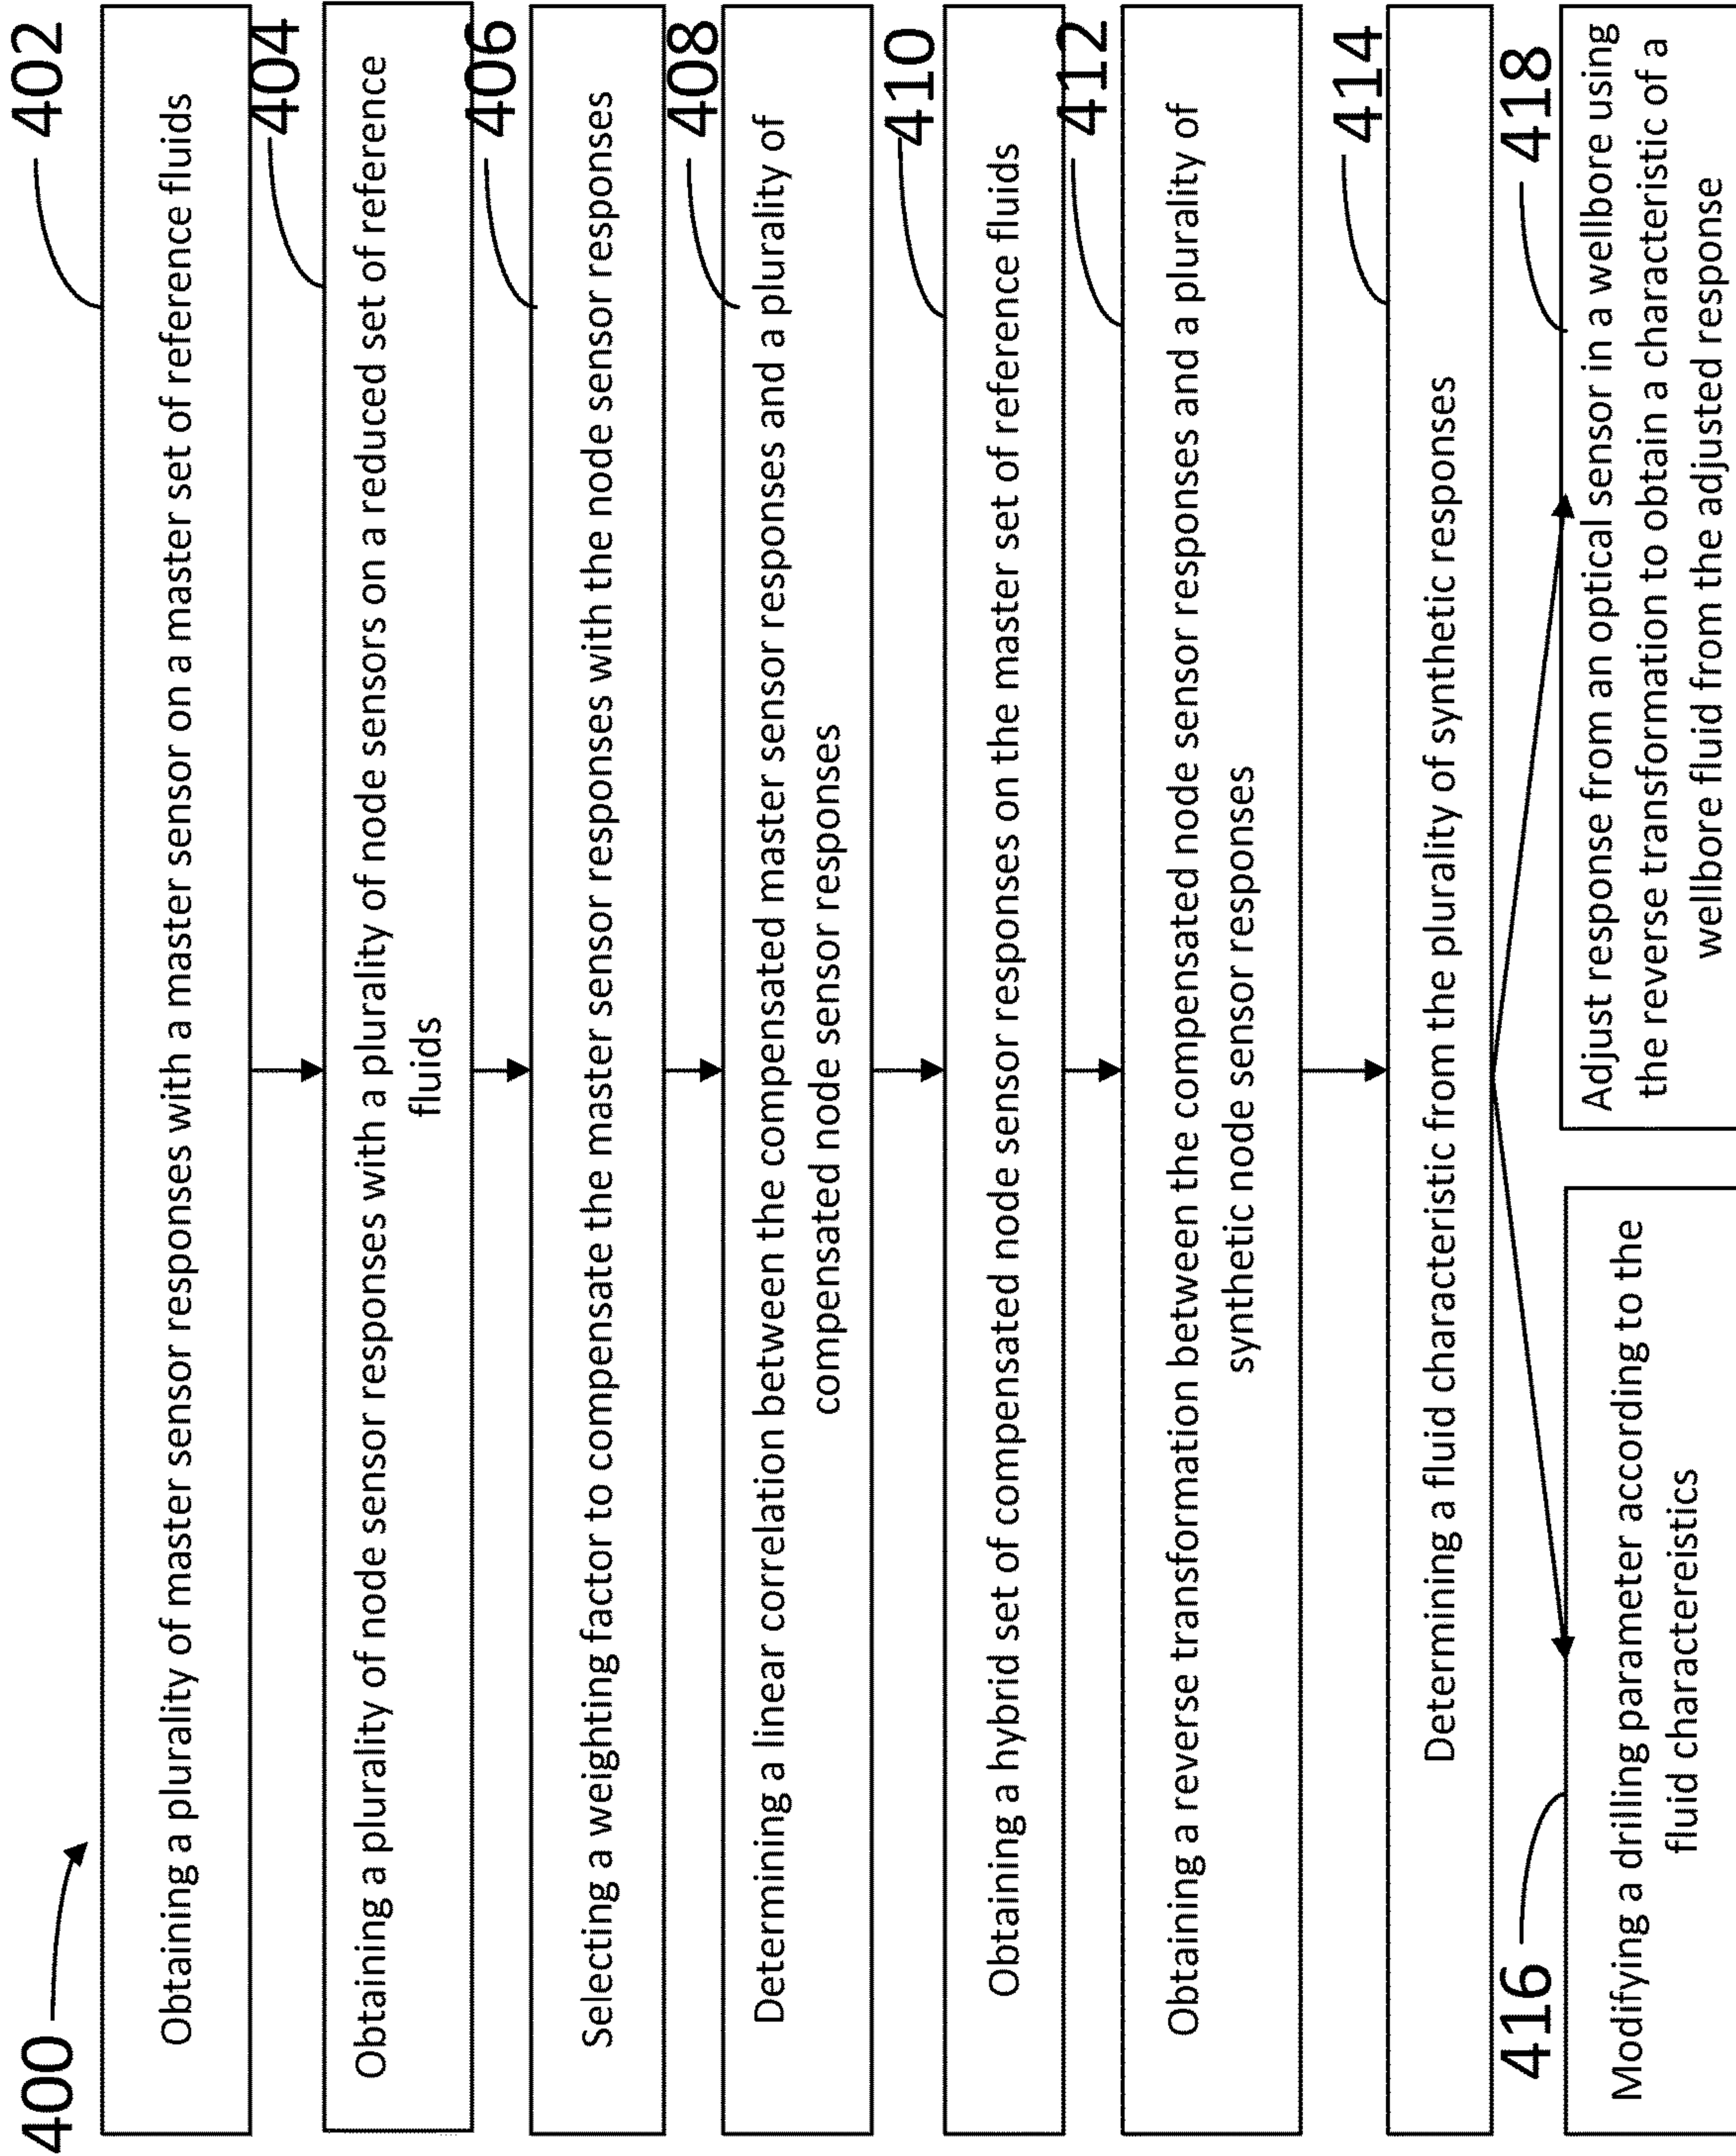 400
402
Obtaining a plurality of master sensor responses with a master sensor on a master set of reference fluids
404
Obtaining a plurality of node sensor responses with a plurality of node sensors on a reduced set of reference
fluids
406
Selecting a weighting factor to compensate the master sensor responses with the node sensor responses
408
Determining a linear correlation between the compensated master sensor responses and a plurality of
compensated node sensor responses
410
Obtaining a hybrid set of compensated node sensor responses on the master set of reference fluids
412
Obtaining a reverse transformation between the compensated node sensor responses and a plurality of
synthetic node sensor responses
414
Determining a fluid characteristic from the plurality of synthetic responses
416
Modifying a drilling parameter according to the
fluid charactereistics
418
Adjust response from an optical sensor in a wellbore using
the reverse transformation to obtain a characteristic of a
wellbore fluid from the adjusted response